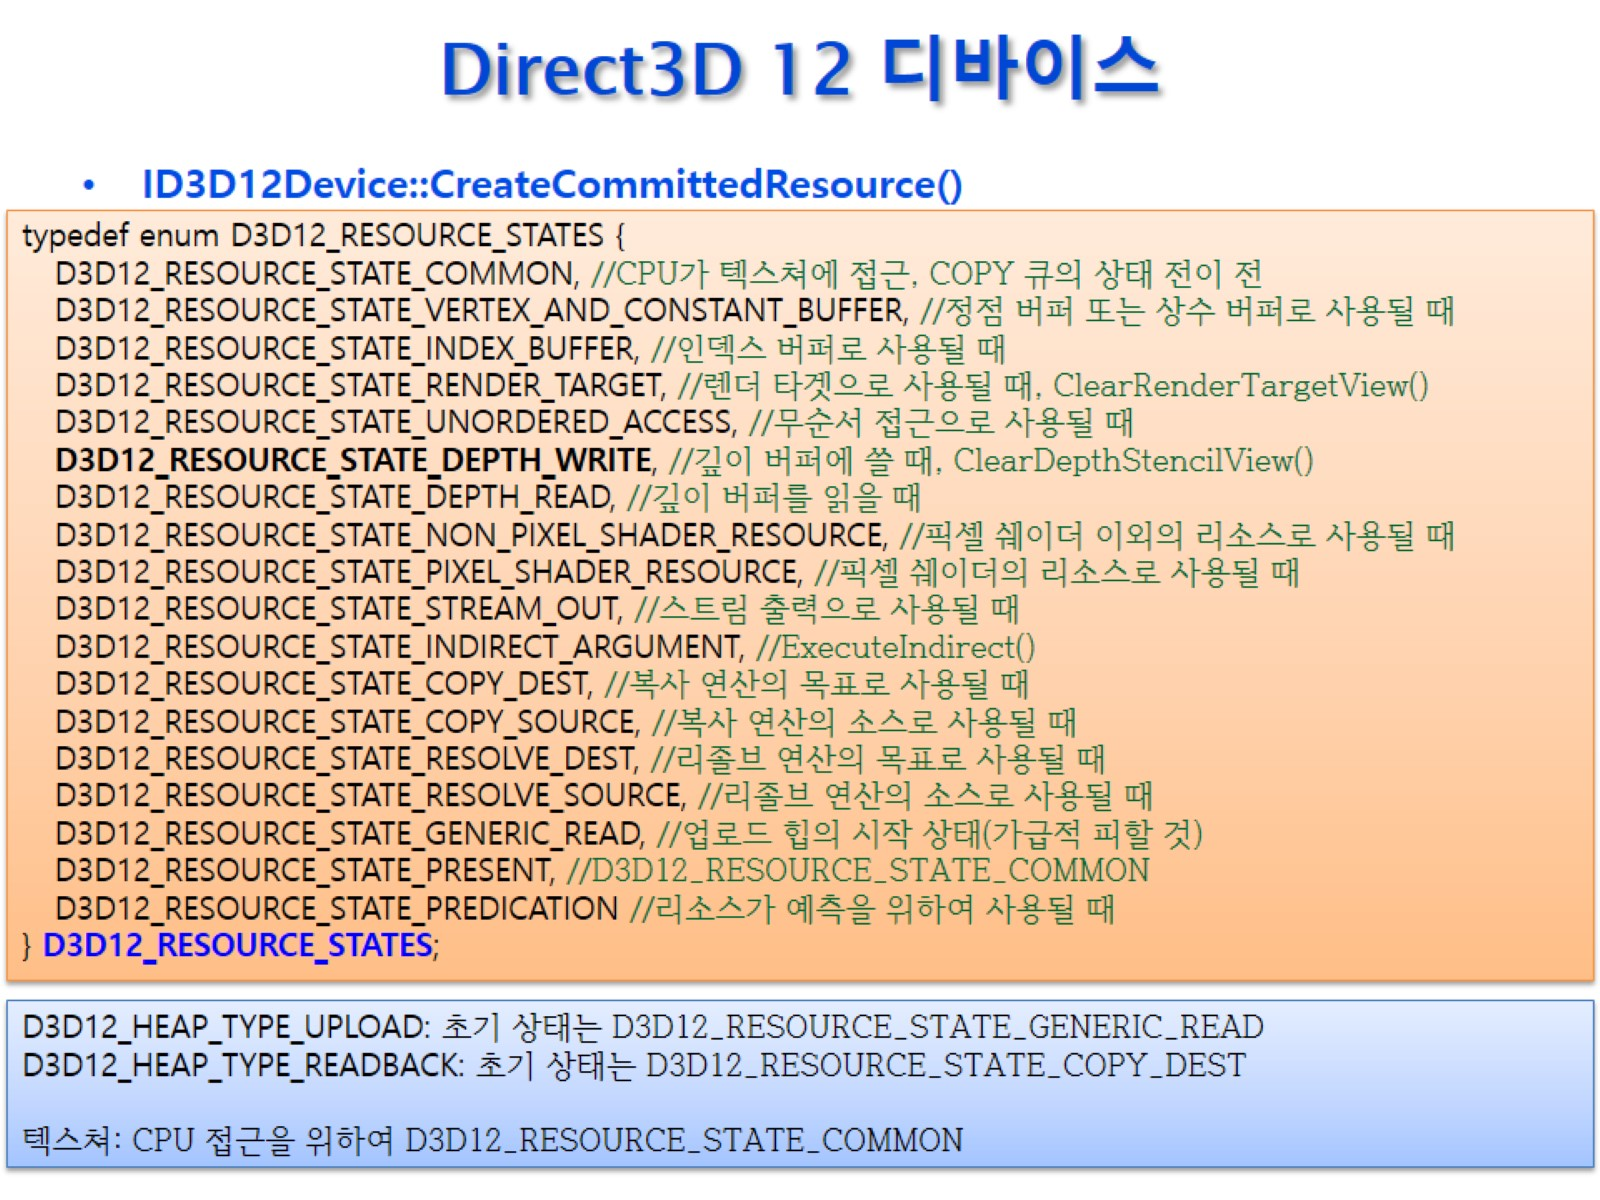 Direct3D 12 디바이스
• ID3D12Device::CreateCommittedResource()
typedef enum D3D12_RESOURCE_STATES {
D3D12_RESOURCE_STATE_COMMON, //CPU가 텍스쳐에 접근, COPY 큐의 상태 전이 전
D3D12_RESOURCE_STATE_VERTEX_AND_CONSTANT_BUFFER, //정점 버퍼 또는 상수 버퍼로 사용될 때
D3D12_RESOURCE_STATE_INDEX_BUFFER, //인덱스 버퍼로 사용될 때
D3D12_RESOURCE_STATE_RENDER_TARGET, //렌더 타겟으로 사용될 때, ClearRenderTargetView()
D3D12_RESOURCE_STATE_UNORDERED_ACCESS, //무순서 접근으로 사용될 때
D3D12_RESOURCE_STATE_DEPTH_WRITE, //깊이 버퍼에 쓸 때, ClearDepthStencilView()
D3D12_RESOURCE_STATE_DEPTH_READ, //깊이 버퍼를 읽을 때
D3D12_RESOURCE_STATE_NON_PIXEL_SHADER_RESOURCE, //픽셀 쉐이더 이외의 리소스로 사용될 때
D3D12_RESOURCE_STATE_PIXEL_SHADER_RESOURCE, //픽셀 쉐이더의 리소스로 사용될 때
D3D12_RESOURCE_STATE_STREAM_OUT, //스트림 출력으로 사용될 때
D3D12_RESOURCE_STATE_INDIRECT_ARGUMENT, //ExecuteIndirect()
D3D12_RESOURCE_STATE_COPY_DEST, //복사 연산의 목표로 사용될 때
D3D12_RESOURCE_STATE_COPY_SOURCE, //복사 연산의 소스로 사용될 때
D3D12_RESOURCE_STATE_RESOLVE_DEST, //리졸브 연산의 목표로 사용될 때
D3D12_RESOURCE_STATE_RESOLVE_SOURCE, //리졸브 연산의 소스로 사용될 때
D3D12_RESOURCE_STATE_GENERIC_READ, //업로드 힙의 시작 상태(가급적 피할 것)
D3D12_RESOURCE_STATE_PRESENT, //D3D12_RESOURCE_STATE_COMMON
D3D12_RESOURCE_STATE_PREDICATION //리소스가 예측을 위하여 사용될 때
} D3D12_RESOURCE_STATES;
D3D12_HEAP_TYPE_UPLOAD: 초기 상태는 D3D12_RESOURCE_STATE_GENERIC_READ
D3D12_HEAP_TYPE_READBACK: 초기 상태는 D3D12_RESOURCE_STATE_COPY_DEST
텍스쳐: CPU 접근을 위하여 D3D12_RESOURCE_STATE_COMMON